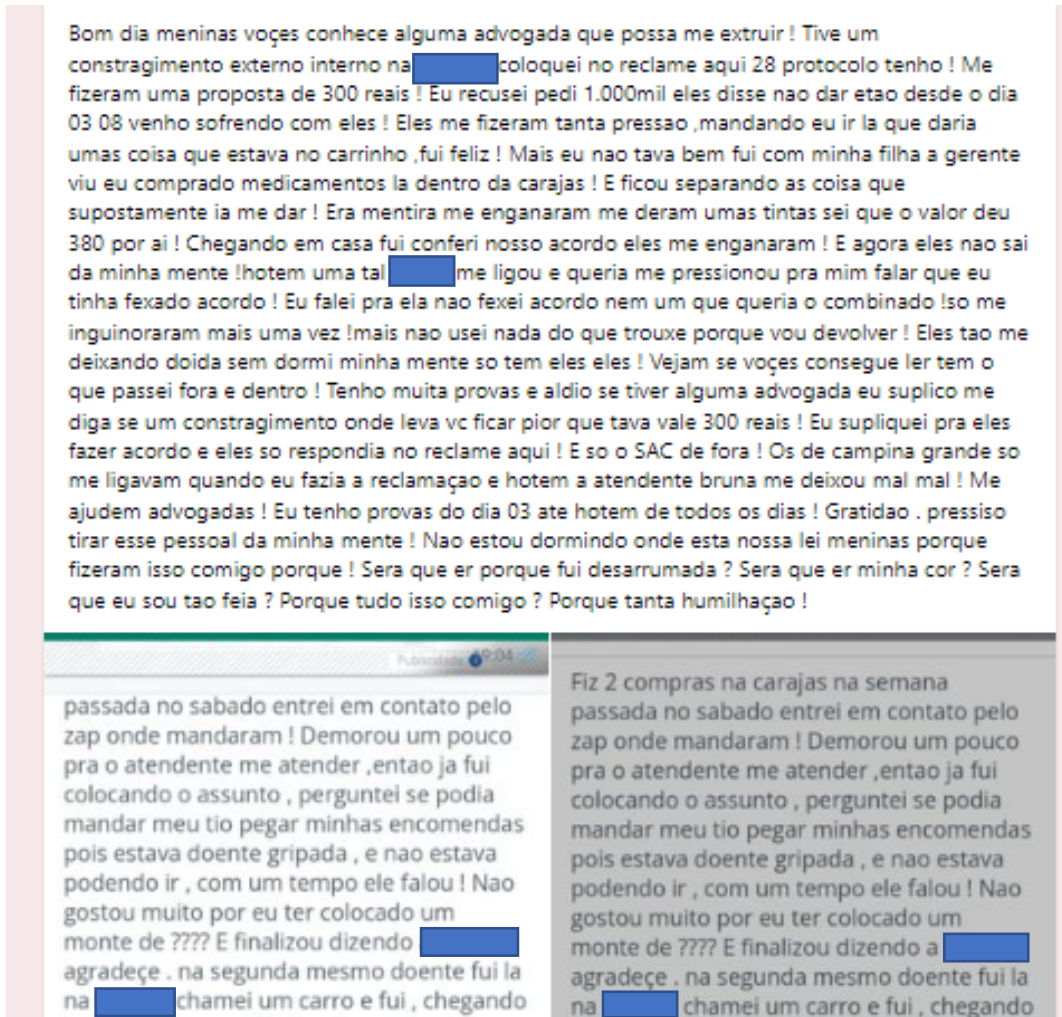 Bom dia meninas voçes conhece alguma advogada que possa me extruir ! Tive um
constragimento externo interno na coloquei no reclame aqui 28 protocolo tenho ! Me
fizeram uma proposta de 300 reais ! Eu recusei pedi 1.000mil eles disse nao dar etao desde o dia
03 08 venho sofrendo com eles ! Eles me fizeram tanta pressao ,mandando eu ir la que daria
umas coisa que estava no carrinho ,fui feliz ! Mais eu nao tava bem fui com minha filha a gerente
viu eu comprado medicamentos la dentro da carajas ! E ficou separando as coisa que
supostamente ia me dar ! Era mentira me enganaram me deram umas tintas sei que o valor deu
380 por ai ! Chegando em casa fui conferi nosso acordo eles me enganaram ! E agora eles nao sai
da minha mente !hotem uma tal me ligou e queria me pressionou pra mim falar que eu
tinha fexado acordo ! Eu falei pra ela nao fexei acordo nem um que queria o combinado !so me
inguinoraram mais uma vez !mais nao usei nada do que trouxe porque vou devolver ! Eles tao me
deixando doida sem dormi minha mente so tem eles eles ! Vejam se voçes consegue ler tem o
que passei fora e dentro ! Tenho muita provas e aldio se tiver alguma advogada eu suplico me
diga se um constragimento onde leva vc ficar pior que tava vale 300 reais ! Eu supliquei pra eles
fazer acordo e eles so respondia no reclame aqui ! E so o SAC de fora ! Os de campina grande so
me ligavam quando eu fazia a reclamaçao e hotem a atendente bruna me deixou mal mal ! Me
ajudem advogadas ! Eu tenho provas do dia 03 ate hotem de todos os dias ! Gratidao . pressiso
tirar esse pessoal da minha mente ! Nao estou dormindo onde esta nossa lei meninas porque
fizeram isso comigo porque ! Sera que er porque fui desarrumada ? Sera que er minha cor ? Sera
que eu sou tao feia ? Porque tudo isso comigo ? Porque tanta humilhaçao !
Publicidade 19:04
passada no sabado entrei em contato pelo
zap onde mandaram ! Demorou um pouco
pra o atendente me atender ,entao ja fui
colocando o assunto , perguntei se podia
mandar meu tio pegar minhas encomendas
pois estava doente gripada , e nao estava
podendo ir , com um tempo ele falou ! Nao
gostou muito por eu ter colocado um
monte de ???? E finalizou dizendo
agradeçe . na segunda mesmo doente fui la
na chamei um carro e fui , chegando
Fiz 2 compras na carajas na semana
passada no sabado entrei em contato pelo
zap onde mandaram ! Demorou um pouco
pra o atendente me atender ,entao ja fui
colocando o assunto , perguntei se podia
mandar meu tio pegar minhas encomendas
pois estava doente gripada , e nao estava
podendo ir , com um tempo ele falou ! Nao
gostou muito por eu ter colocado um
monte de ???? E finalizou dizendo a
agradeçe . na segunda mesmo doente fui la
na chamei um carro e fui , chegando